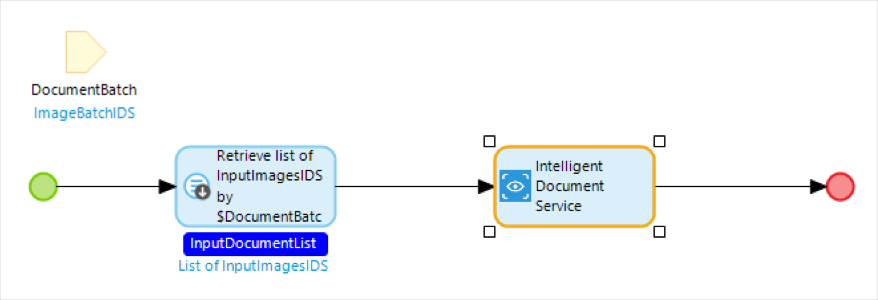 DocumentBatch
ImageBatchIDS
Retrieve list of
InputImagesIDS
by
$DocumentBatc
Intelligent
Document
Service
InputDocumentList
List of InputImagesIDS